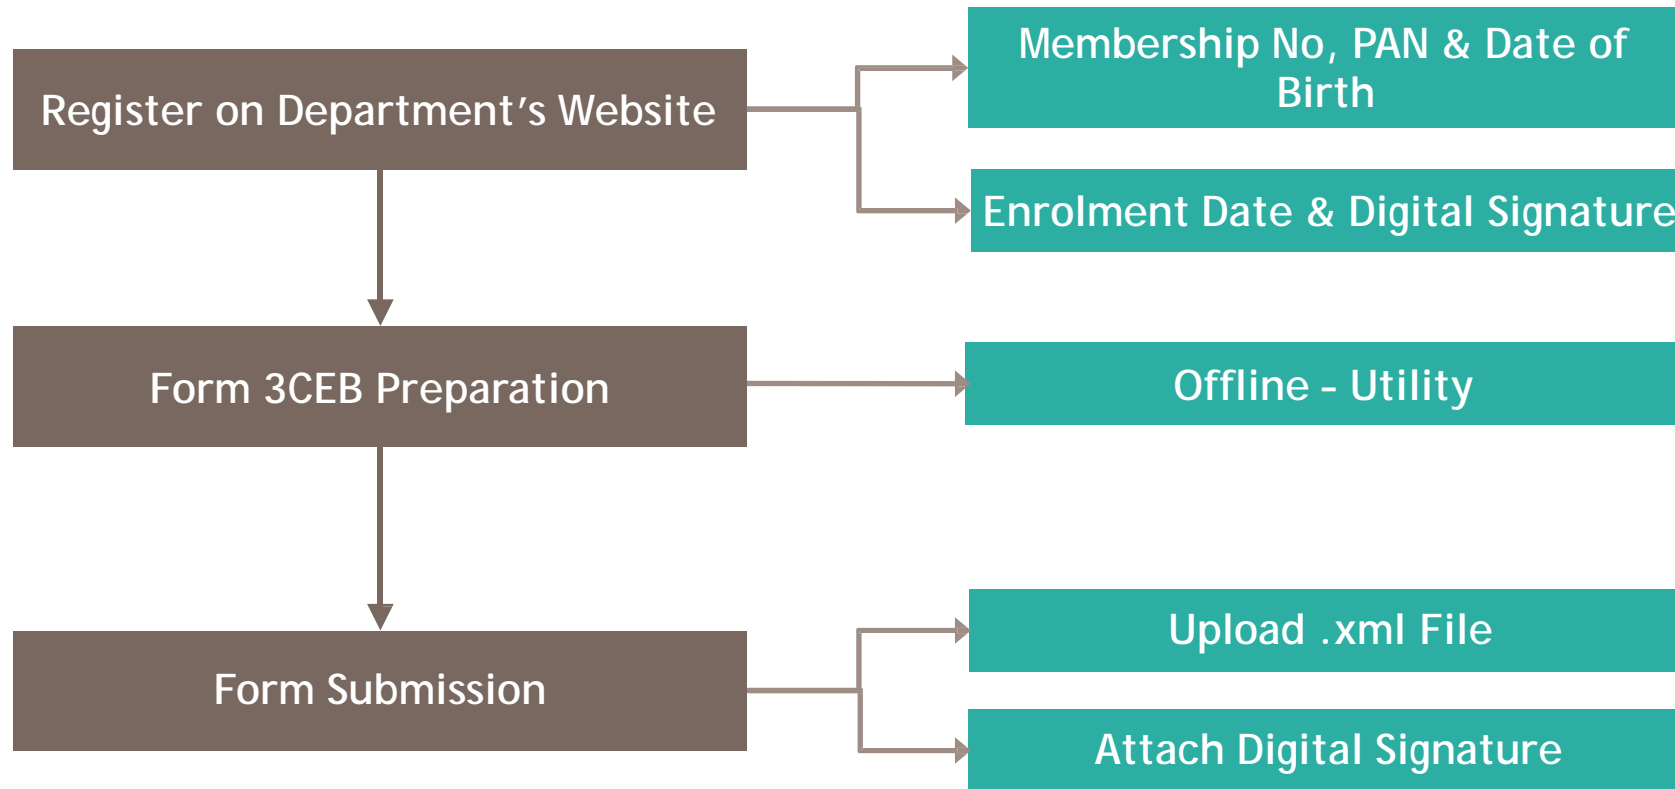 Register on Department's Website
Membership No, PAN & Date of
Birth
Enrolment Date & Digital Signature
Form 3CEB Preparation
Offline - Utility
Form Submission
Upload .xml File
Attach Digital Signature